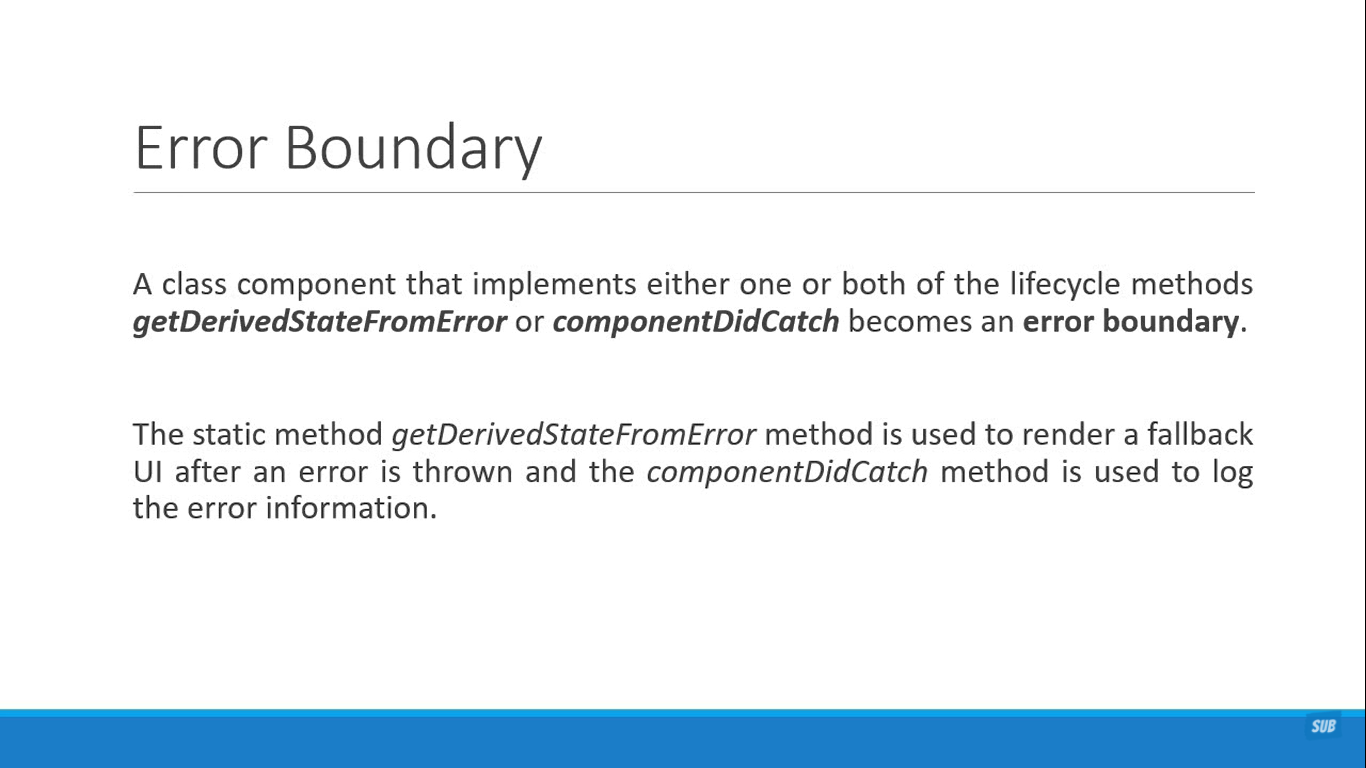 Error Boundary
A class component that implements either one or both of the lifecycle methods
getDerivedStateFromError or componentDidCatch becomes an error boundary.
The static method getDerivedStateFromError method is used to render a fallback
UI after an error is thrown and the componentDidCatch method is used to log
the error information.
SUB